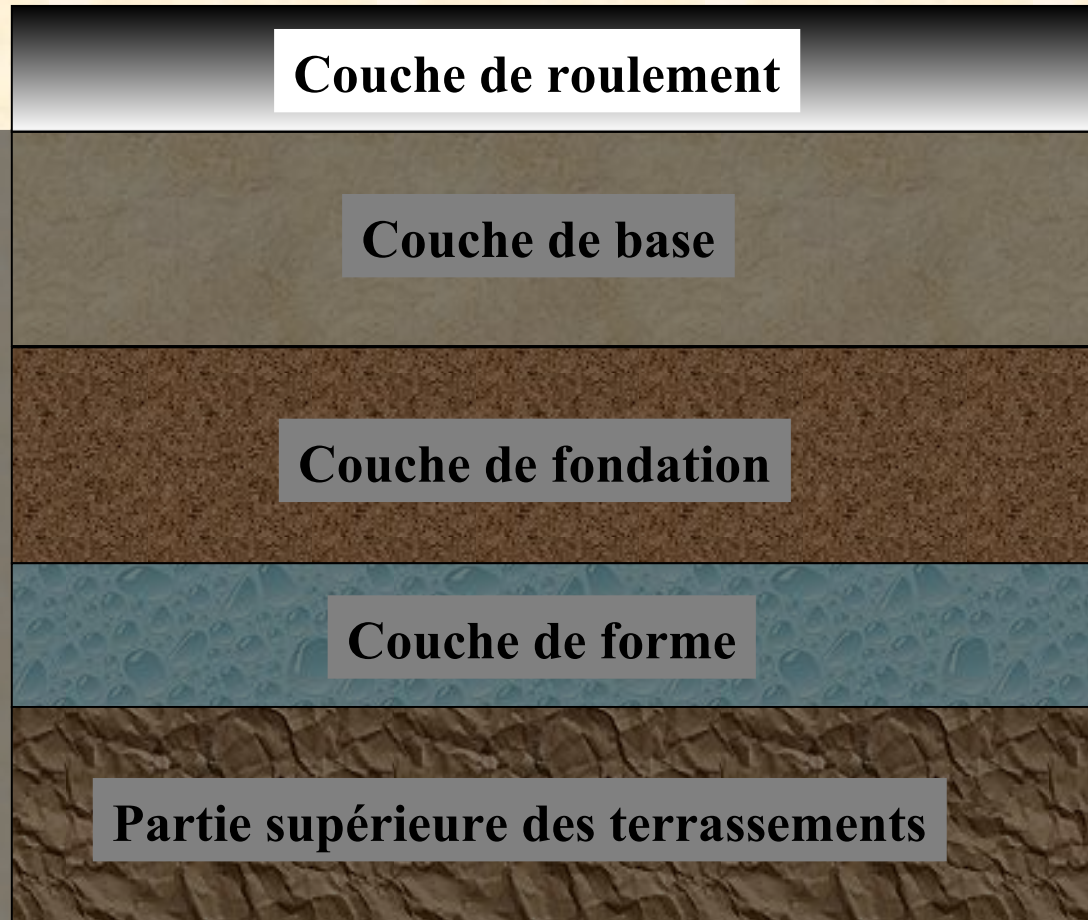 Couche de roulement
Couche de base
Couche de fondation
Couche de forme
Partie supérieure des terrassements